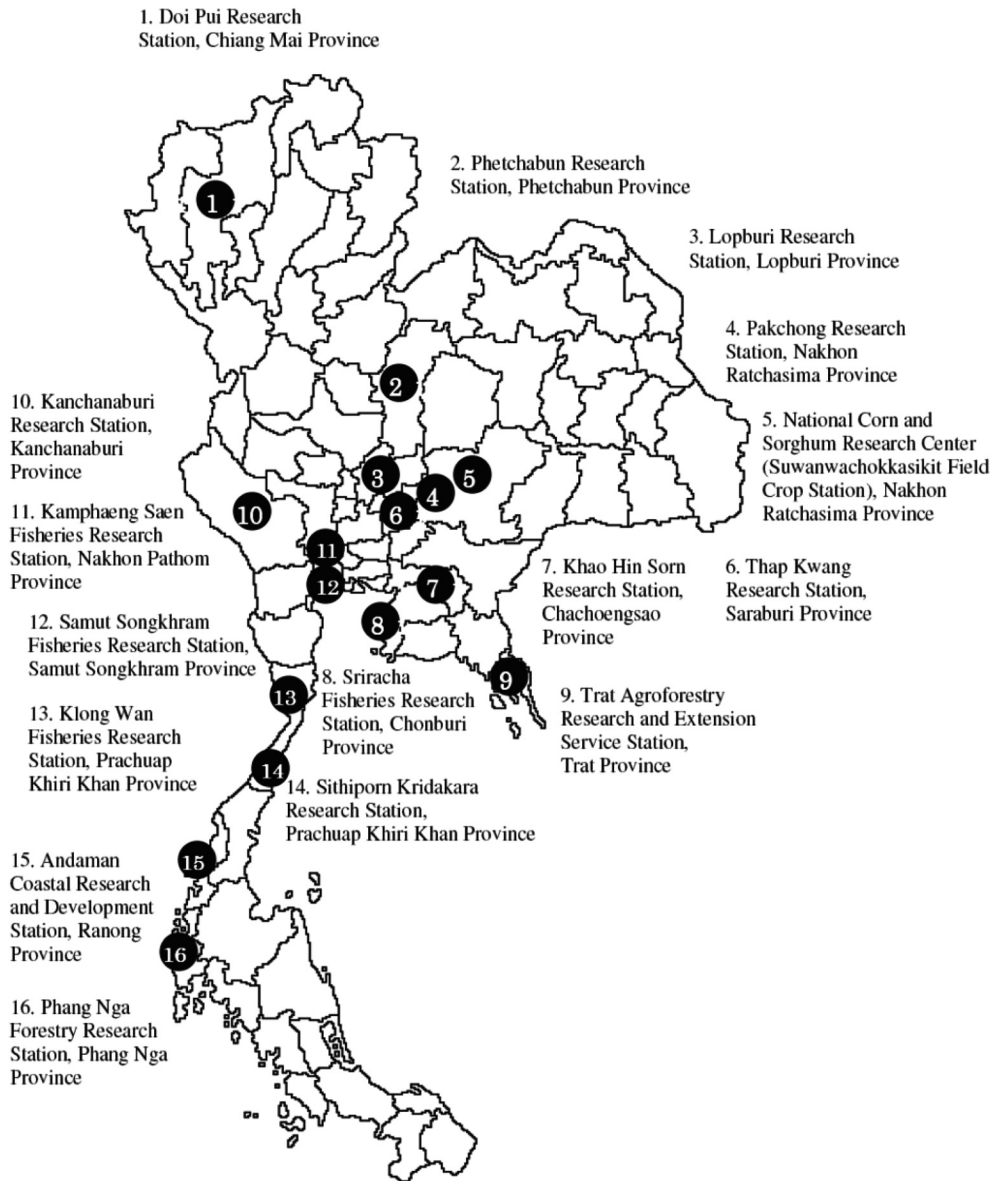 1. Doi Pui Research
Station, Chiang Mai Province
2. Phetchabun Research
Station, Phetchabun Province
3. Lopburi Research
Station, Lopburi Province
4. Pakchong Research
Station, Nakhon
Ratchasima Province
5. National Corn and
Sorghum Research Center
(Suwanwachokkasikit Field
Crop Station), Nakhon
Ratchasima Province
6. Thap Kwang
Research Station,
Saraburi Province
7. Khao Hin Sorn
Research Station,
Chachoengsao
Province
8. Sriracha
Fisheries Research
Station, Chonburi
Province
9. Trat Agroforestry
Research and Extension
Service Station,
Trat Province
10. Kanchanaburi
Research Station,
Kanchanaburi
Province
11. Kamphaeng Saen
Fisheries Research
Station, Nakhon Pathom
Province
12. Samut Songkhram
Fisheries Research Station,
Samut Songkhram Province
13. Klong Wan
Fisheries Research
Station, Prachuap
Khiri Khan Province
14. Sithiporn Kridakara
Research Station,
Prachuap Khiri Khan Province
15. Andaman
Coastal Research
and Development
Station, Ranong
Province
16. Phang Nga
Forestry Research
Station, Phang Nga
Province
1
2
3
5
4
6
10
11
12
7
8
9
13
14
15
16